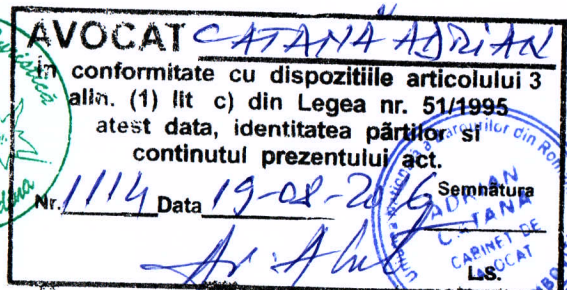 AVOCAT CATANĂ ADRIAN
în conformitate cu dispozitiile articolului 3
alin. (1) lit c) din Legea nr. 51/1995
atest data, identitatea părtilor si
continutul prezentului act.
Nr. 1114 Data 19-08-2016 Semnătura
ADRIAN
CATANA
CABINET DE
AVOCAT
L.S.